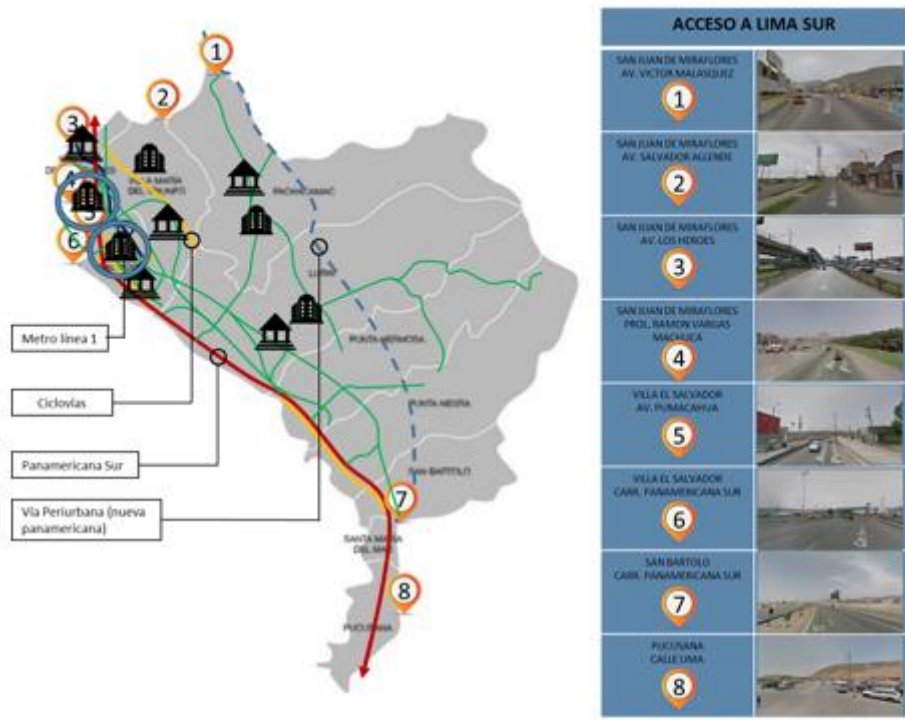 1
2
3
VILLA MARIA
DEL TRIUNFO
PACHACAMAC
6
LURIN
Metro línea 1
PUNTA HERMOSA
Ciclovías
PUNTA NEGRA
Panamericana Sur
SAN BARTOLO
7
Vía Periurbana (nueva
panamericana)
SANTA MARIA
DEL MAR
8
PUCUSANA
ACCESO A LIMA SUR
SAN JUAN DE MIRAFLORES
AV. VICTOR MALASQUEZ
1
SAN JUAN DE MIRAFLORES
AV. SALVADOR ALLENDE
2
SAN JUAN DE MIRAFLORES
AV. LOS HEROES
3
SAN JUAN DE MIRAFLORES
PROL. RAMON VARGAS
MACHUCA
4
VILLA EL SALVADOR
AV. PUMACAHUA
5
VILLA EL SALVADOR
CARR. PANAMERICANA SUR
6
SAN BARTOLO
CARR. PANAMERICANA SUR
7
PUCUSANA
CALLE LIMA
8